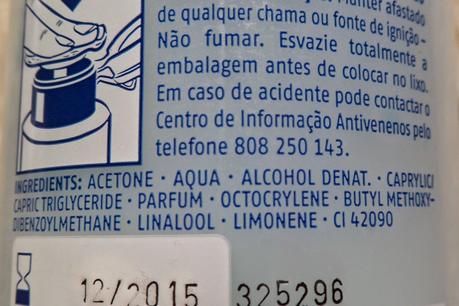 Manter afastado
de qualquer chama ou fonte de ignição-
Não fumar. Esvazie totalmente a
embalagem antes de colocar no lixo.
Em caso de acidente pode contactar o
Centro de Informação Antivenenos pelo
telefone 808 250 143.
INGREDIENTS: ACETONE · AQUA · ALCOHOL DENAT. · CAPRYLIC/
CAPRIC TRIGLYCERIDE · PARFUM · OCTOCRYLENE · BUTYL METHOXY-
DIBENZOYLMETHANE · LINALOOL · LIMONENE · CI 42090
12/2015 325296